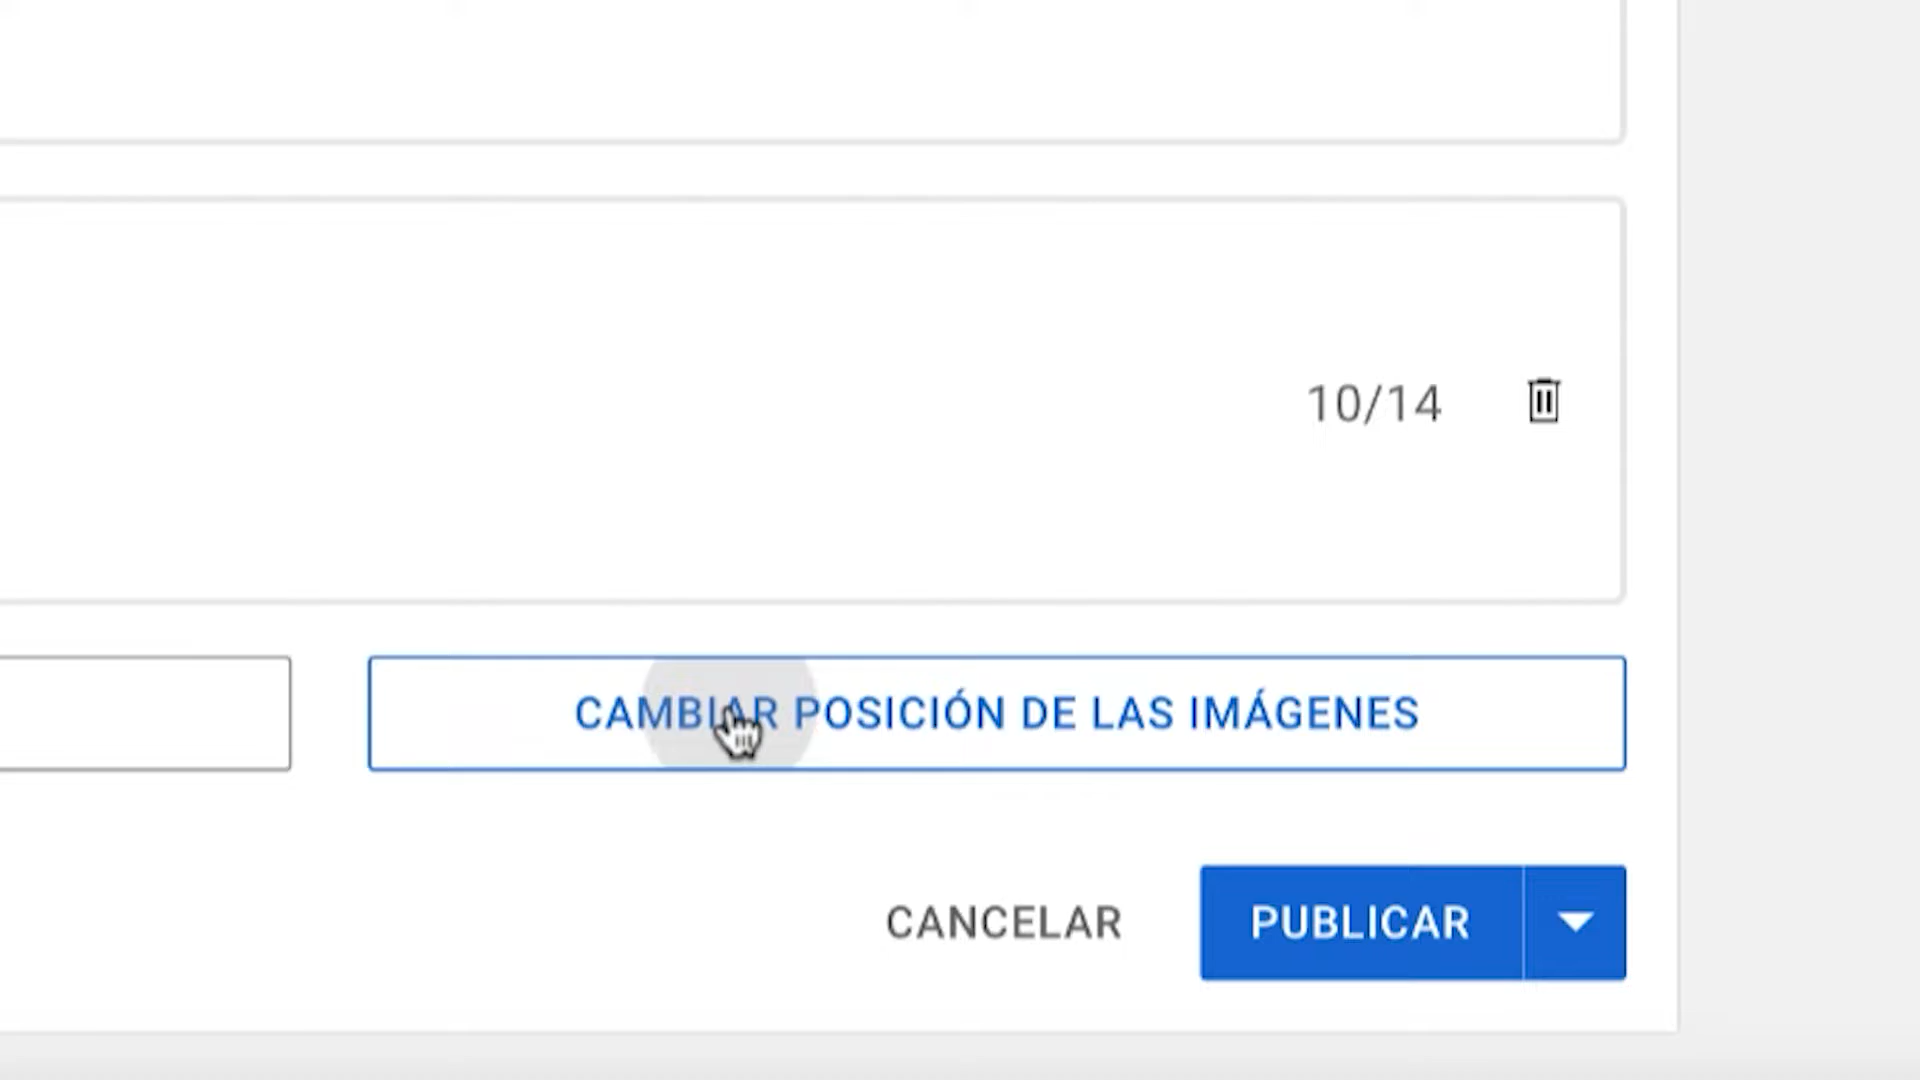 10/14
CAMBIAR POSICIÓN DE LAS IMÁGENES
CANCELAR
PUBLICAR